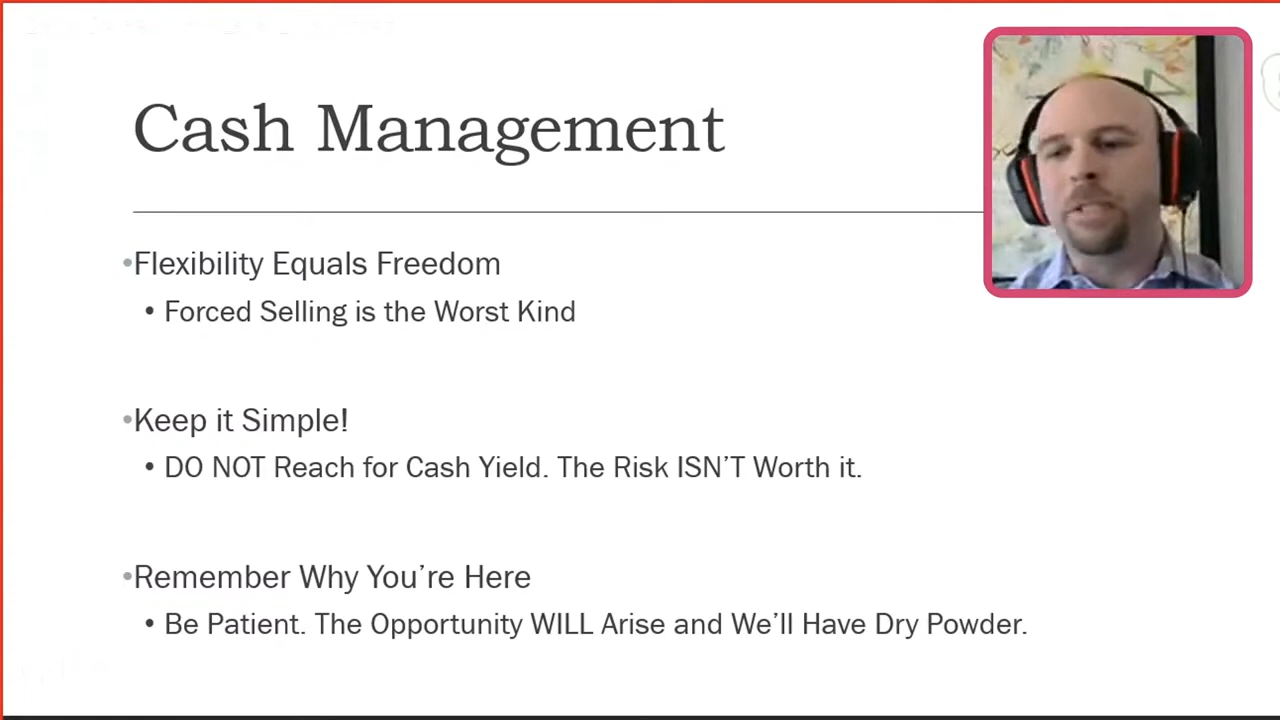 Cash Management
•Flexibility Equals Freedom
• Forced Selling is the Worst Kind
•Keep it Simple!
• DO NOT Reach for Cash Yield. The Risk ISN’T Worth it.
•Remember Why You’re Here
• Be Patient. The Opportunity WILL Arise and We’ll Have Dry Powder.